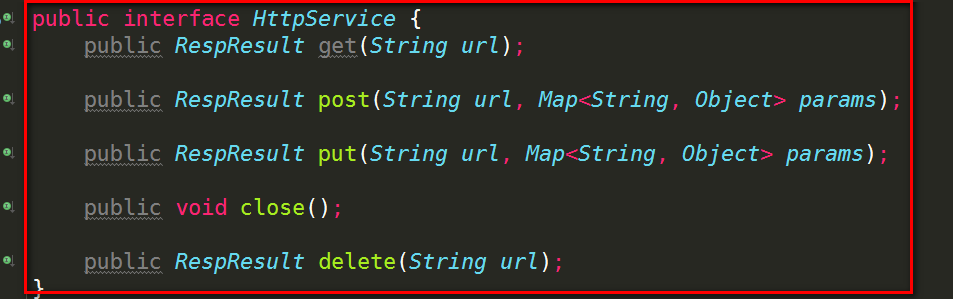 public interface HttpService {
public RespResult get(String url);
public RespResult post(String url, Map<String, Object> params);
public RespResult put(String url, Map<String, Object> params);
public void close();
public RespResult delete(String url);
}